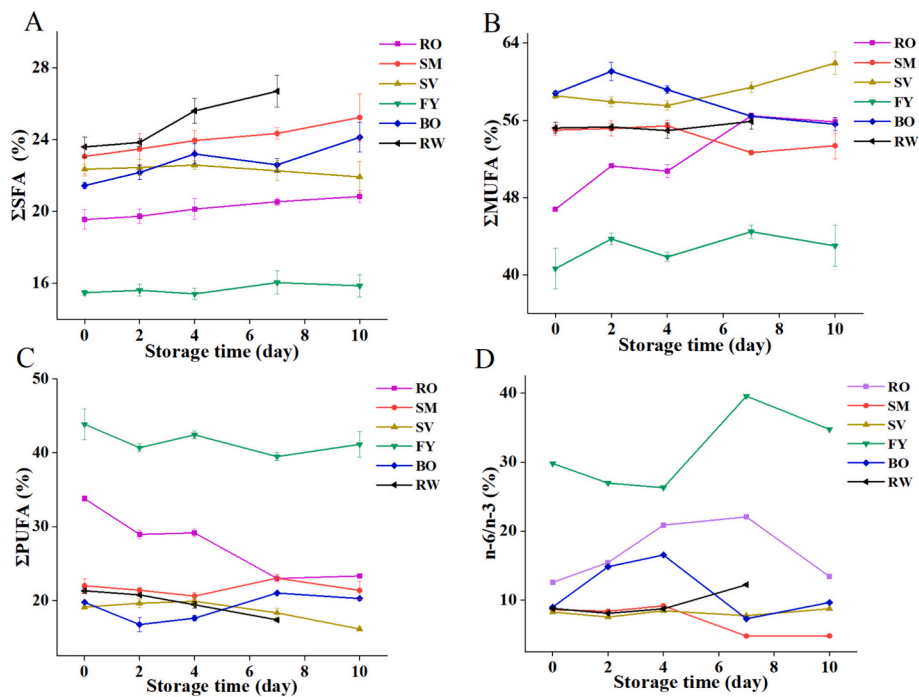 A
ΣSFA (%)
28
24
20
16
0 2 4 6 8 10
Storage time (day)
RO
SM
SV
FY
BO
RW
B
ΣMUFA (%)
64
56
48
40
0 2 4 6 8 10
Storage time (day)
RO
SM
SV
FY
BO
RW
C
ΣPUFA (%)
50
40
30
20
0 2 4 6 8 10
Storage time (day)
RO
SM
SV
FY
BO
RW
D
n-6/n-3 (%)
40
30
20
10
0 2 4 6 8 10
Storage time (day)
RO
SM
SV
FY
BO
RW